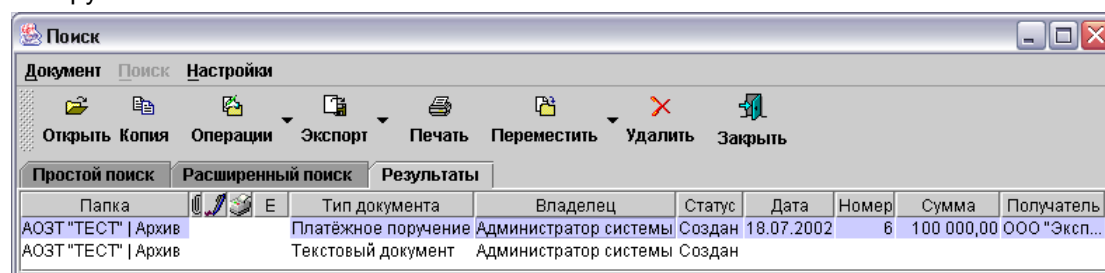 Поиск
Документ Поиск Настройки
Открыть Копия Операции Экспорт Печать Переместить Удалить Закрыть
Простой поиск Расширенный поиск Результаты
Папка E Тип документа Владелец Статус Дата Номер Сумма Получатель
АОЗТ "ТЕСТ" | Архив Платёжное поручение Администратор системы Создан 18.07.2002 6 100 000,00 ООО "Эксп...
АОЗТ "ТЕСТ" | Архив Текстовый документ Администратор системы Создан